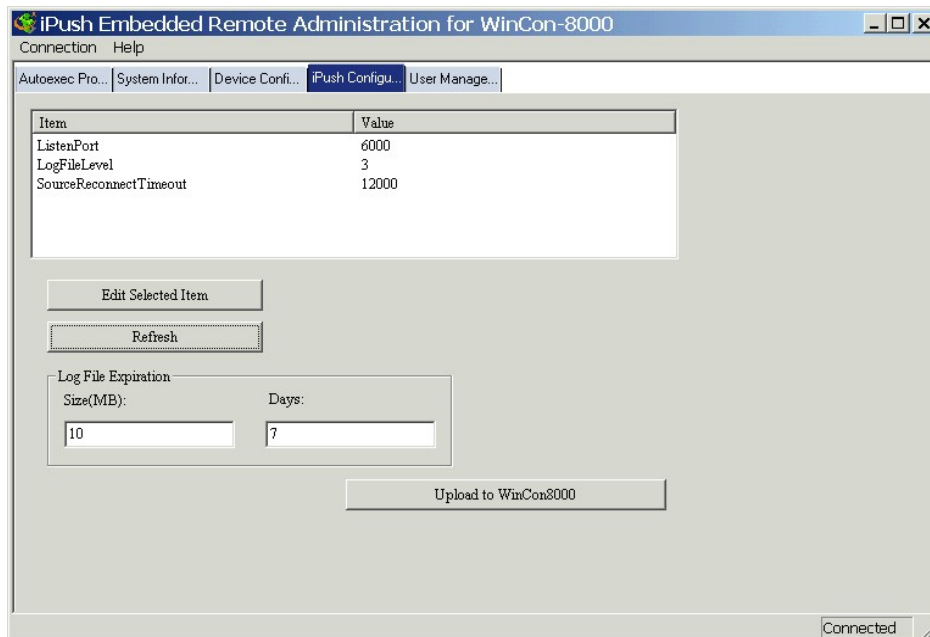 iPush Embedded Remote Administration for WinCon-8000
Connection Help
Autoexec Pro... System Infor... Device Confi... iPush Configu... User Manage...
Item Value
ListenPort 6000
LogFileLevel 3
SourceReconnectTimeout 12000
Edit Selected Item
Refresh
Log File Expiration
Size(MB): Days:
10 7
Upload to WinCon8000
Connected